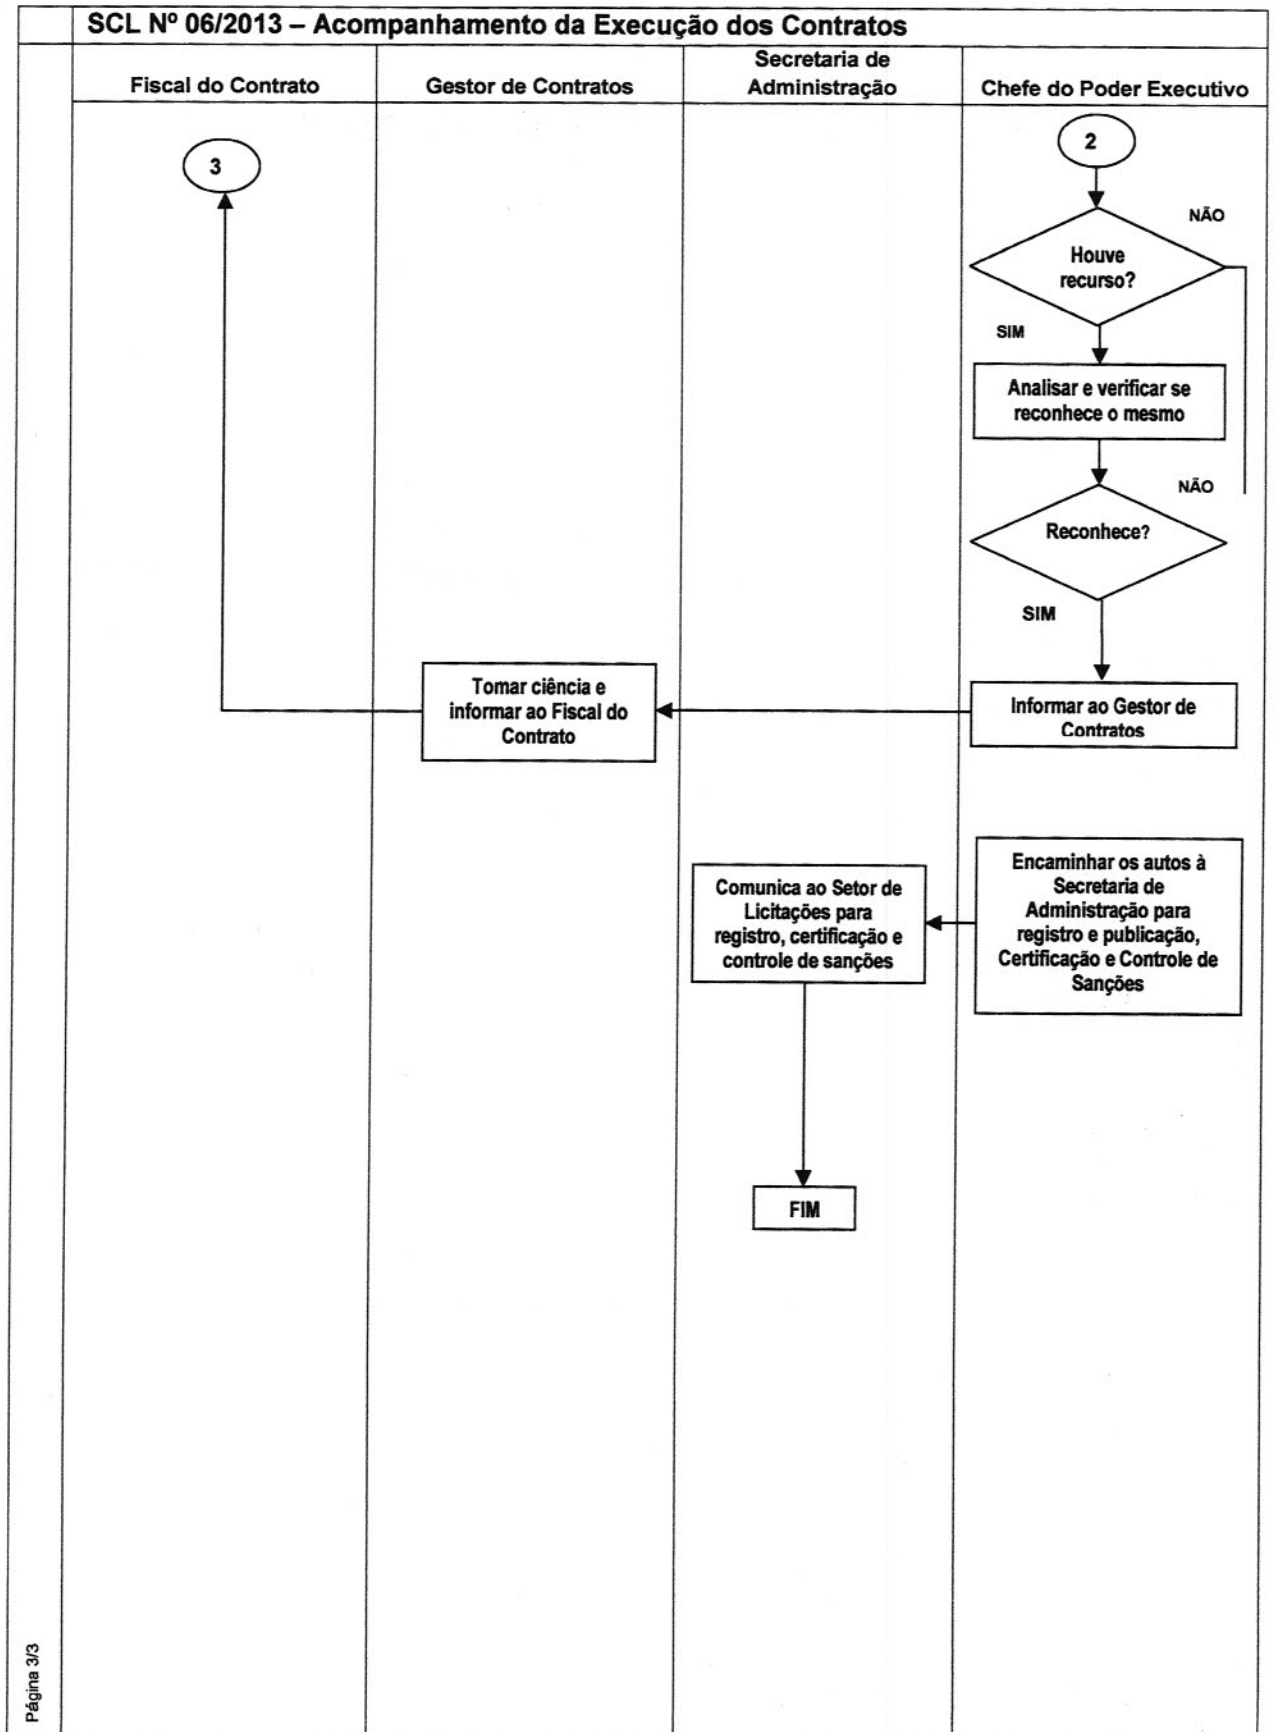 SCL Nº 06/2013 – Acompanhamento da Execução dos Contratos
Fiscal do Contrato
Gestor de Contratos
Secretaria de
Administração
Chefe do Poder Executivo
3
2
NÃO
Houve
recurso?
SIM
Analisar e verificar se
reconhece o mesmo
NÃO
Reconhece?
SIM
Tomar ciência e
informar ao Fiscal do
Contrato
Informar ao Gestor de
Contratos
Comunica ao Setor de
Licitações para
registro, certificação e
controle de sanções
Encaminhar os autos à
Secretaria de
Administração para
registro e publicação,
Certificação e Controle de
Sanções
FIM
Página 3/3